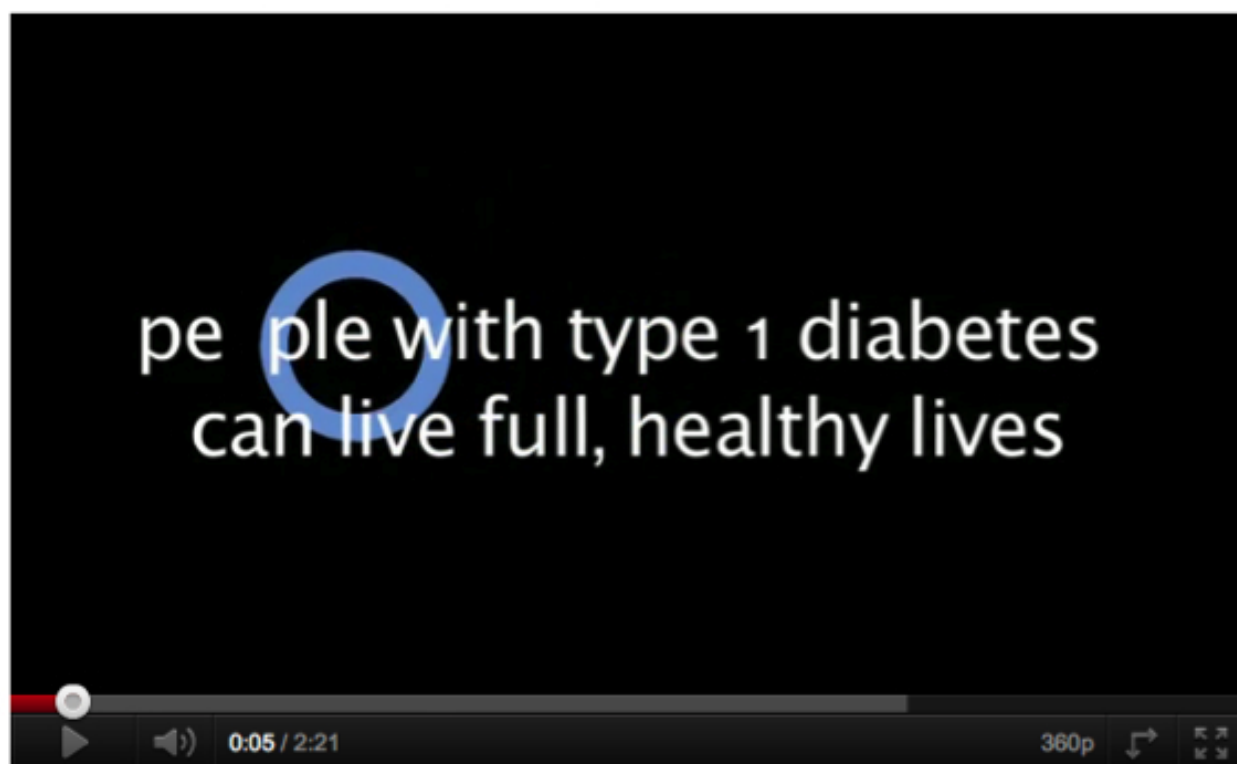 pe ple with type 1 diabetes
can live full, healthy lives
0:05 / 2:21 360p